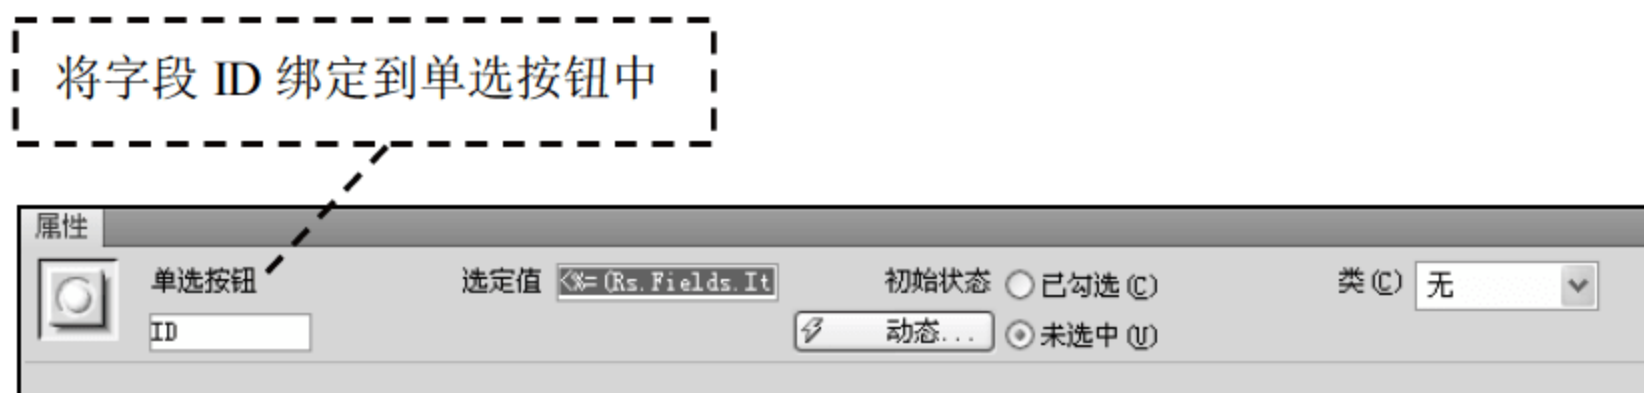 将字段 ID 绑定到单选按钮中
属性
单选按钮 选定值 <%=(Rs.Fields.It 初始状态 已勾选(C) 类(C) 无
ID 动态... 未选中(U)